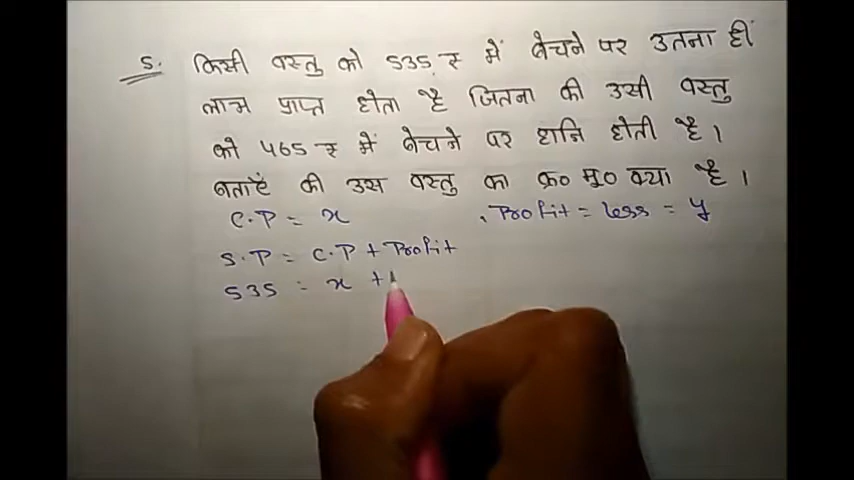 5. किसी वस्तु को 535 ₹ में बेचने पर उतना हीं
लाभ प्राप्त होता है जितना की उसी वस्तु
को 465 ₹ में बेचने पर हानि होती है।
बताएँ की उस वस्तु का क्र० मू० क्या है।
C.P = x , Profit = less = y
S.P = C.P + Profit
535 = x +